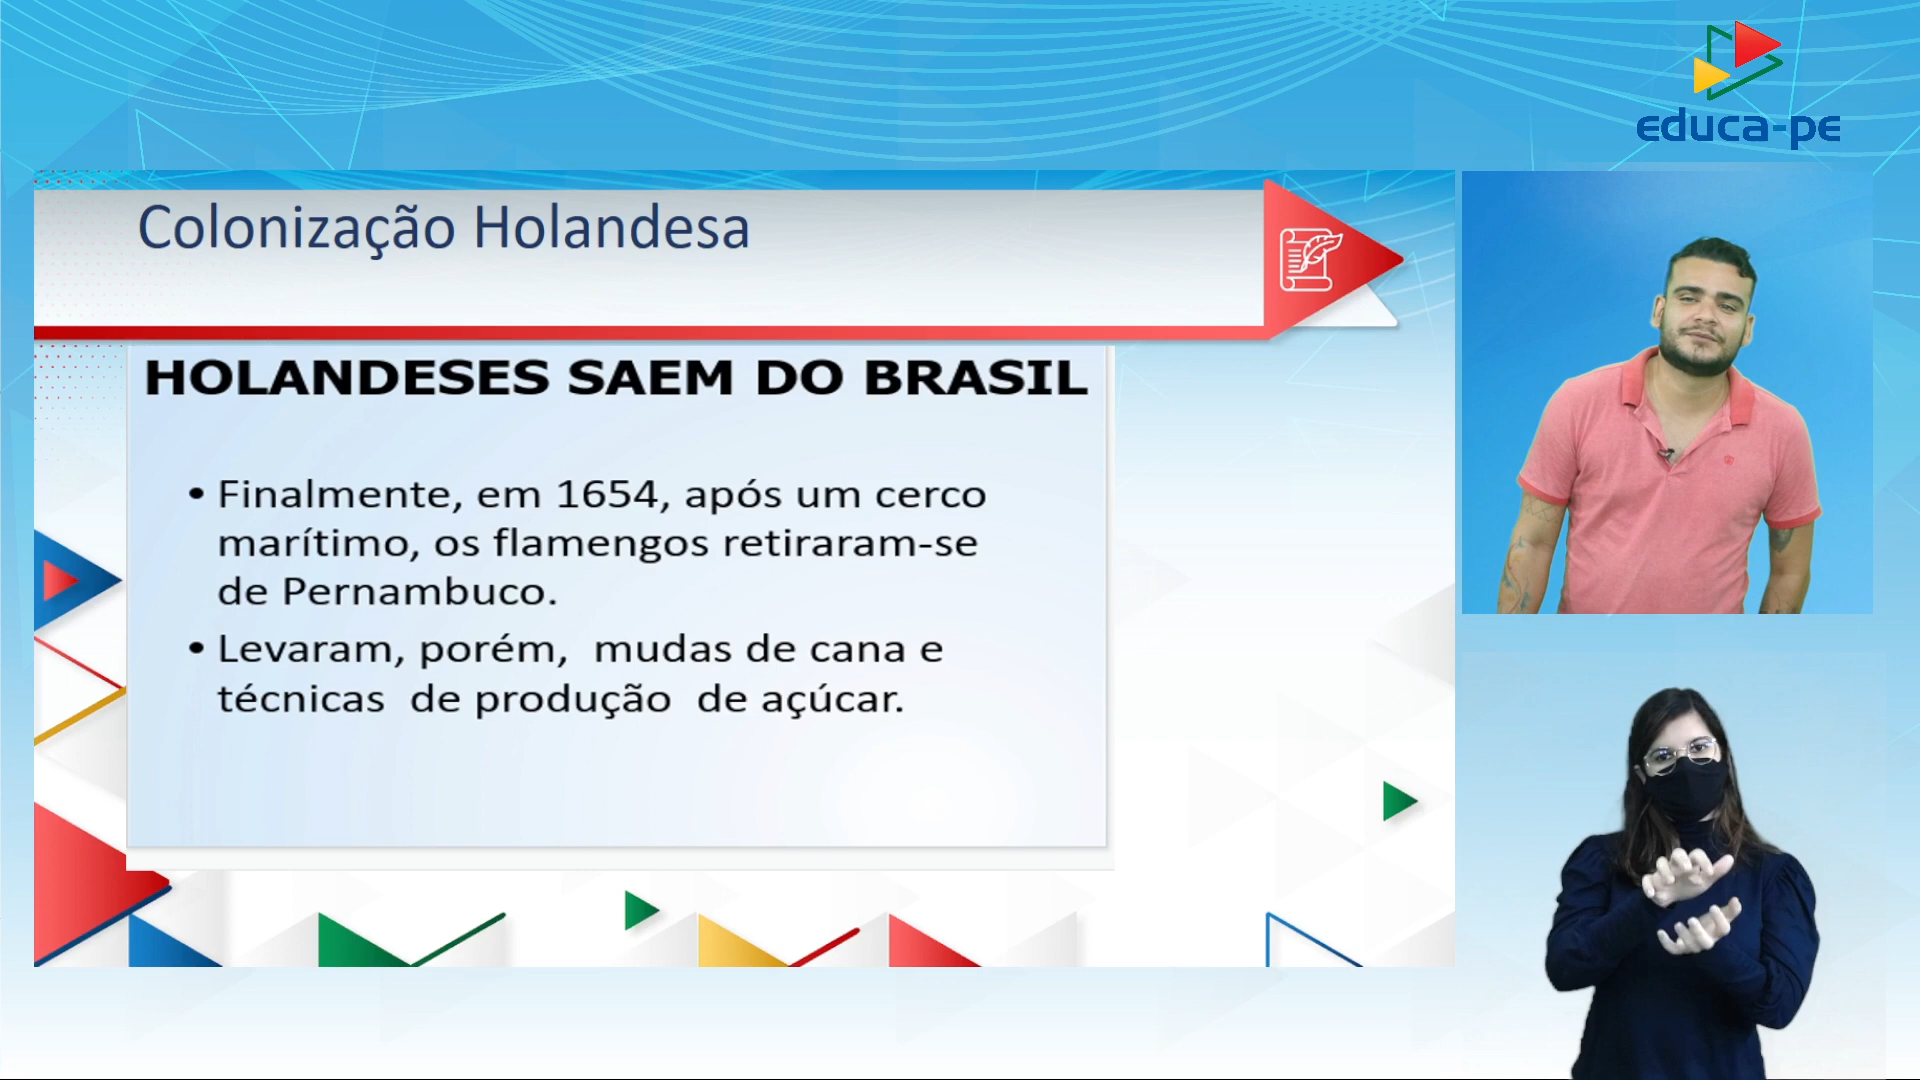 educa-pe
Colonização Holandesa
HOLANDESES SAEM DO BRASIL
• Finalmente, em 1654, após um cerco
marítimo, os flamengos retiraram-se
de Pernambuco.
• Levaram, porém, mudas de cana e
técnicas de produção de açúcar.